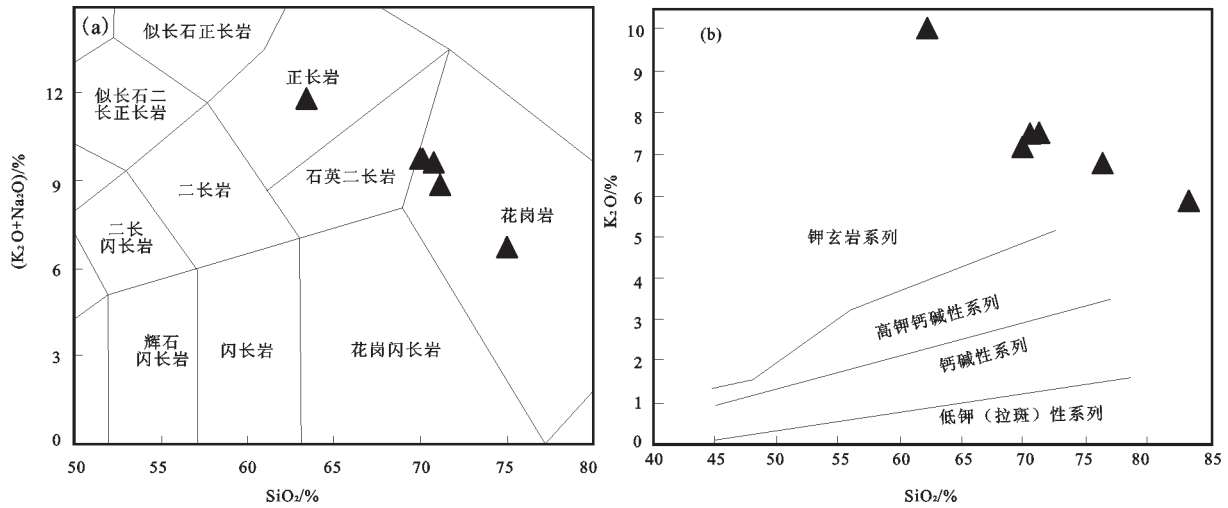 (a)
似长石正长岩
正长岩
似长石二
长正长岩
二长岩
石英二长岩
花岗岩
二长
闪长岩
辉石
闪长岩
闪长岩
花岗闪长岩
12
9
6
3
0
(K₂O+Na₂O)/%
50
55
60
65
70
75
80
SiO₂/%
(b)
10
9
8
7
6
5
4
3
2
1
0
K₂O/%
钾玄岩系列
高钾钙碱性系列
钙碱性系列
低钾（拉斑）性系列
40
45
50
55
60
65
70
75
80
85
SiO₂/%